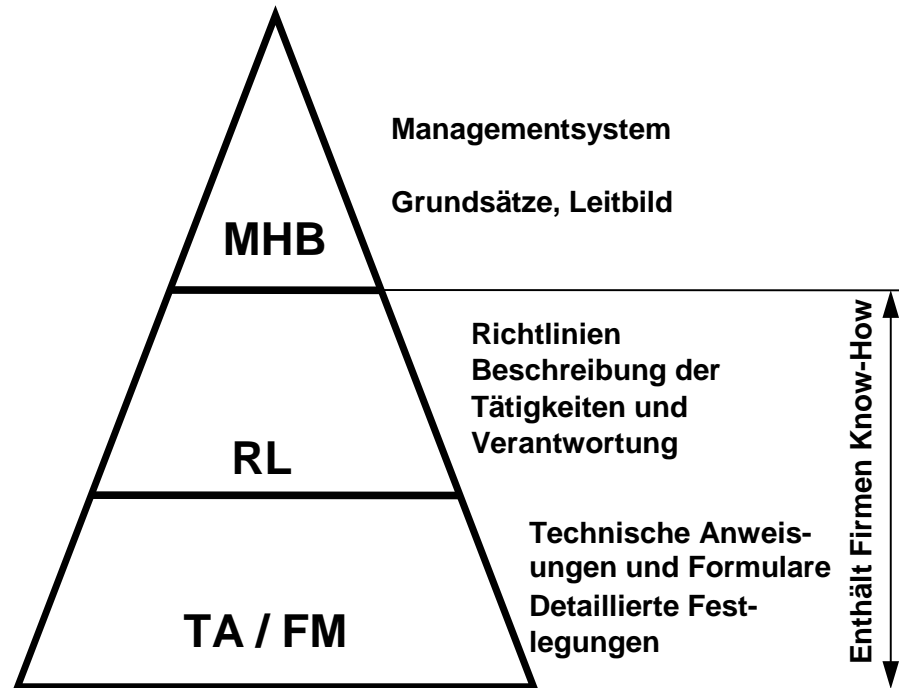 Managementsystem
Grundsätze, Leitbild
MHB
Richtlinien
Beschreibung der
Tätigkeiten und
Verantwortung
RL
Technische Anweis-
ungen und Formulare
Detaillierte Fest-
legungen
TA / FM
Enthält Firmen Know-How